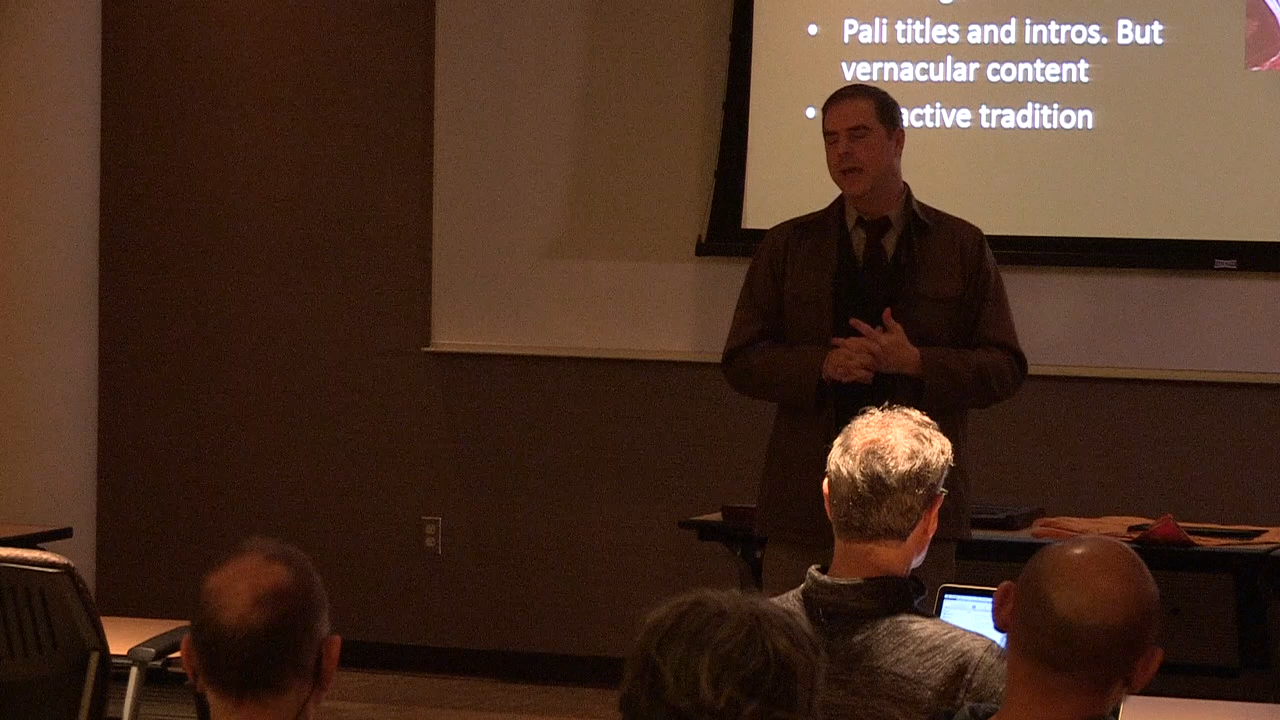 • Pali titles and intros. But
vernacular content
• active tradition